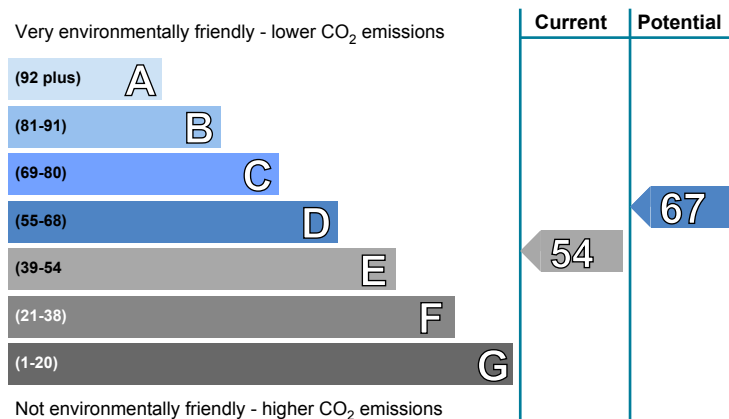 Current Potential
Very environmentally friendly - lower CO2 emissions
(92 plus) A
(81-91) B
(69-80) C
(55-68) D
67
(39-54 E
54
(21-38) F
(1-20) G
Not environmentally friendly - higher CO2 emissions